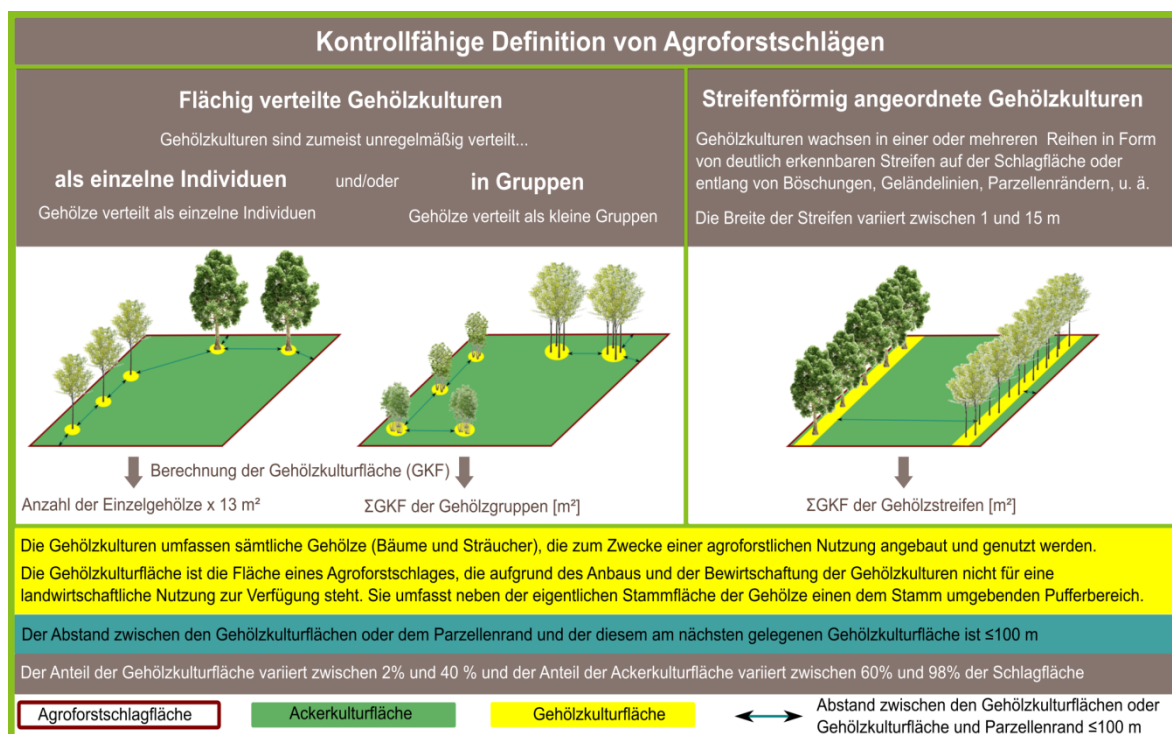 Kontrollfähige Definition von Agroforstschlägen
Flächig verteilte Gehölzkulturen
Gehölzkulturen sind zumeist unregelmäßig verteilt...
als einzelne Individuen
und/oder
in Gruppen
Gehölze verteilt als einzelne Individuen
Gehölze verteilt als kleine Gruppen
Streifenförmig angeordnete Gehölzkulturen
Gehölzkulturen wachsen in einer oder mehreren Reihen in Form
von deutlich erkennbaren Streifen auf der Schlagfläche oder
entlang von Böschungen, Geländelinien, Parzellenrändern, u. ä.
Die Breite der Streifen variiert zwischen 1 und 15 m
Berechnung der Gehölzkulturfläche (GKF)
Anzahl der Einzelgehölze x 13 m²
ΣGKF der Gehölzgruppen [m²]
ΣGKF der Gehölzstreifen [m²]
Die Gehölzkulturen umfassen sämtliche Gehölze (Bäume und Sträucher), die zum Zwecke einer agroforstlichen Nutzung angebaut und genutzt werden.
Die Gehölzkulturfläche ist die Fläche eines Agroforstschlages, die aufgrund des Anbaus und der Bewirtschaftung der Gehölzkulturen nicht für eine
landwirtschaftliche Nutzung zur Verfügung steht. Sie umfasst neben der eigentlichen Stammfläche der Gehölze einen dem Stamm umgebenden Pufferbereich.
Der Abstand zwischen den Gehölzkulturflächen oder dem Parzellenrand und der diesem am nächsten gelegenen Gehölzkulturfläche ist ≤100 m
Der Anteil der Gehölzkulturfläche variiert zwischen 2% und 40 % und der Anteil der Ackerkulturfläche variiert zwischen 60% und 98% der Schlagfläche
Agroforstschlagfläche
Ackerkulturfläche
Gehölzkulturfläche
Abstand zwischen den Gehölzkulturflächen oder
Gehölzkulturfläche und Parzellenrand ≤100 m